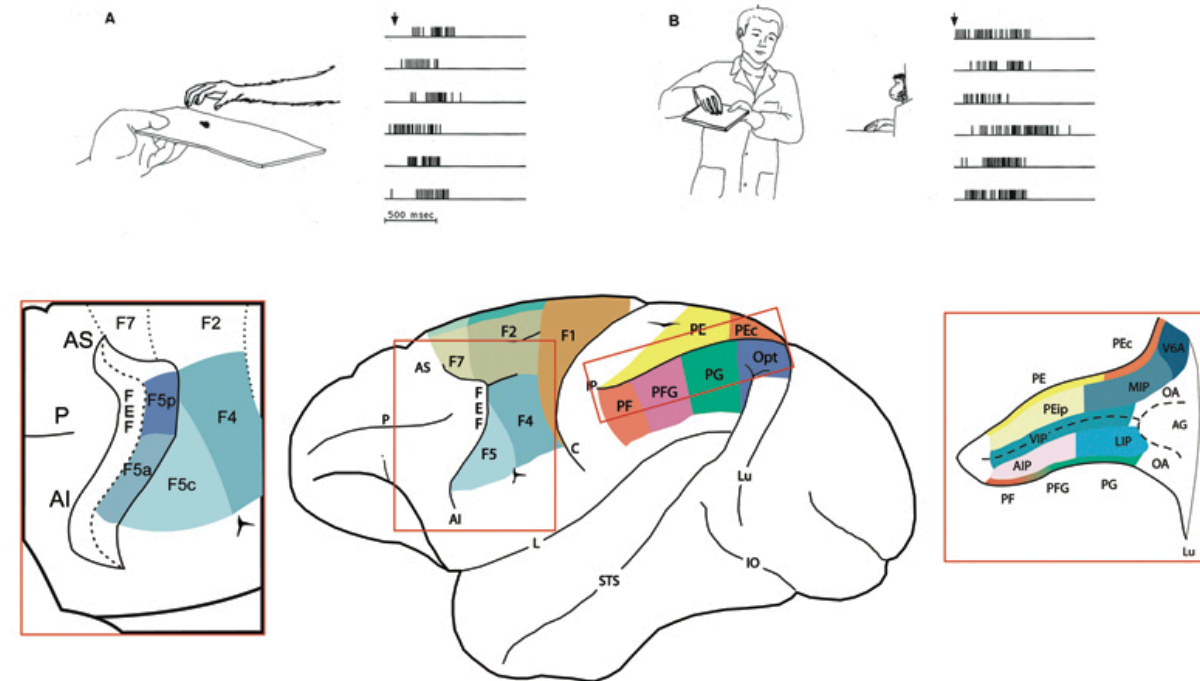 A
500 msec
B
F7
F2
AS
FEF
F5p
P
F4
F5a
F5c
AI
F2
F1
AS
F7
FEF
P
F4
F5
C
AI
L
STS
PE
PEc
IP
PFG
PG
Opt
PF
Lu
IO
PEc
V6A
PE
MIP
OA
PEip
AG
VIP
LIP
AIP
OA
PF
PFG
PG
Lu